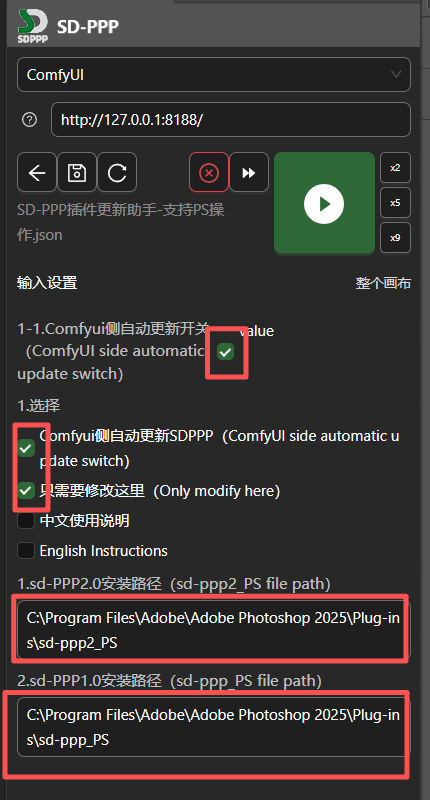 SDPPP
SD-PPP
ComfyUI
http://127.0.0.1:8188/
x2
SD-PPP插件更新助手-支持PS操
作.json
x5
x9
输入设置
整个画布
1-1.Comfyui侧自动更新开关
（ComfyUI side automatic
update switch）
value
1.选择
Comfyui侧自动更新SDPPP（ComfyUI side automatic u
pdate switch）
只需要修改这里（Only modify here）
中文使用说明
English Instructions
1.sd-PPP2.0安装路径（sd-ppp2_PS file path）
C:\Program Files\Adobe\Adobe Photoshop 2025\Plug-in
s\sd-ppp2_PS
2.sd-PPP1.0安装路径（sd-ppp_PS file path）
C:\Program Files\Adobe\Adobe Photoshop 2025\Plug-in
s\sd-ppp_PS